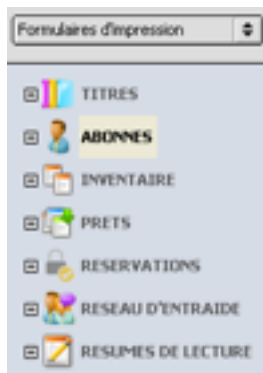 Formulaires d'impression
TITRES
ABONNES
INVENTAIRE
PRETS
RESERVATIONS
RESEAU D'ENTRAIDE
RESUMES DE LECTURE